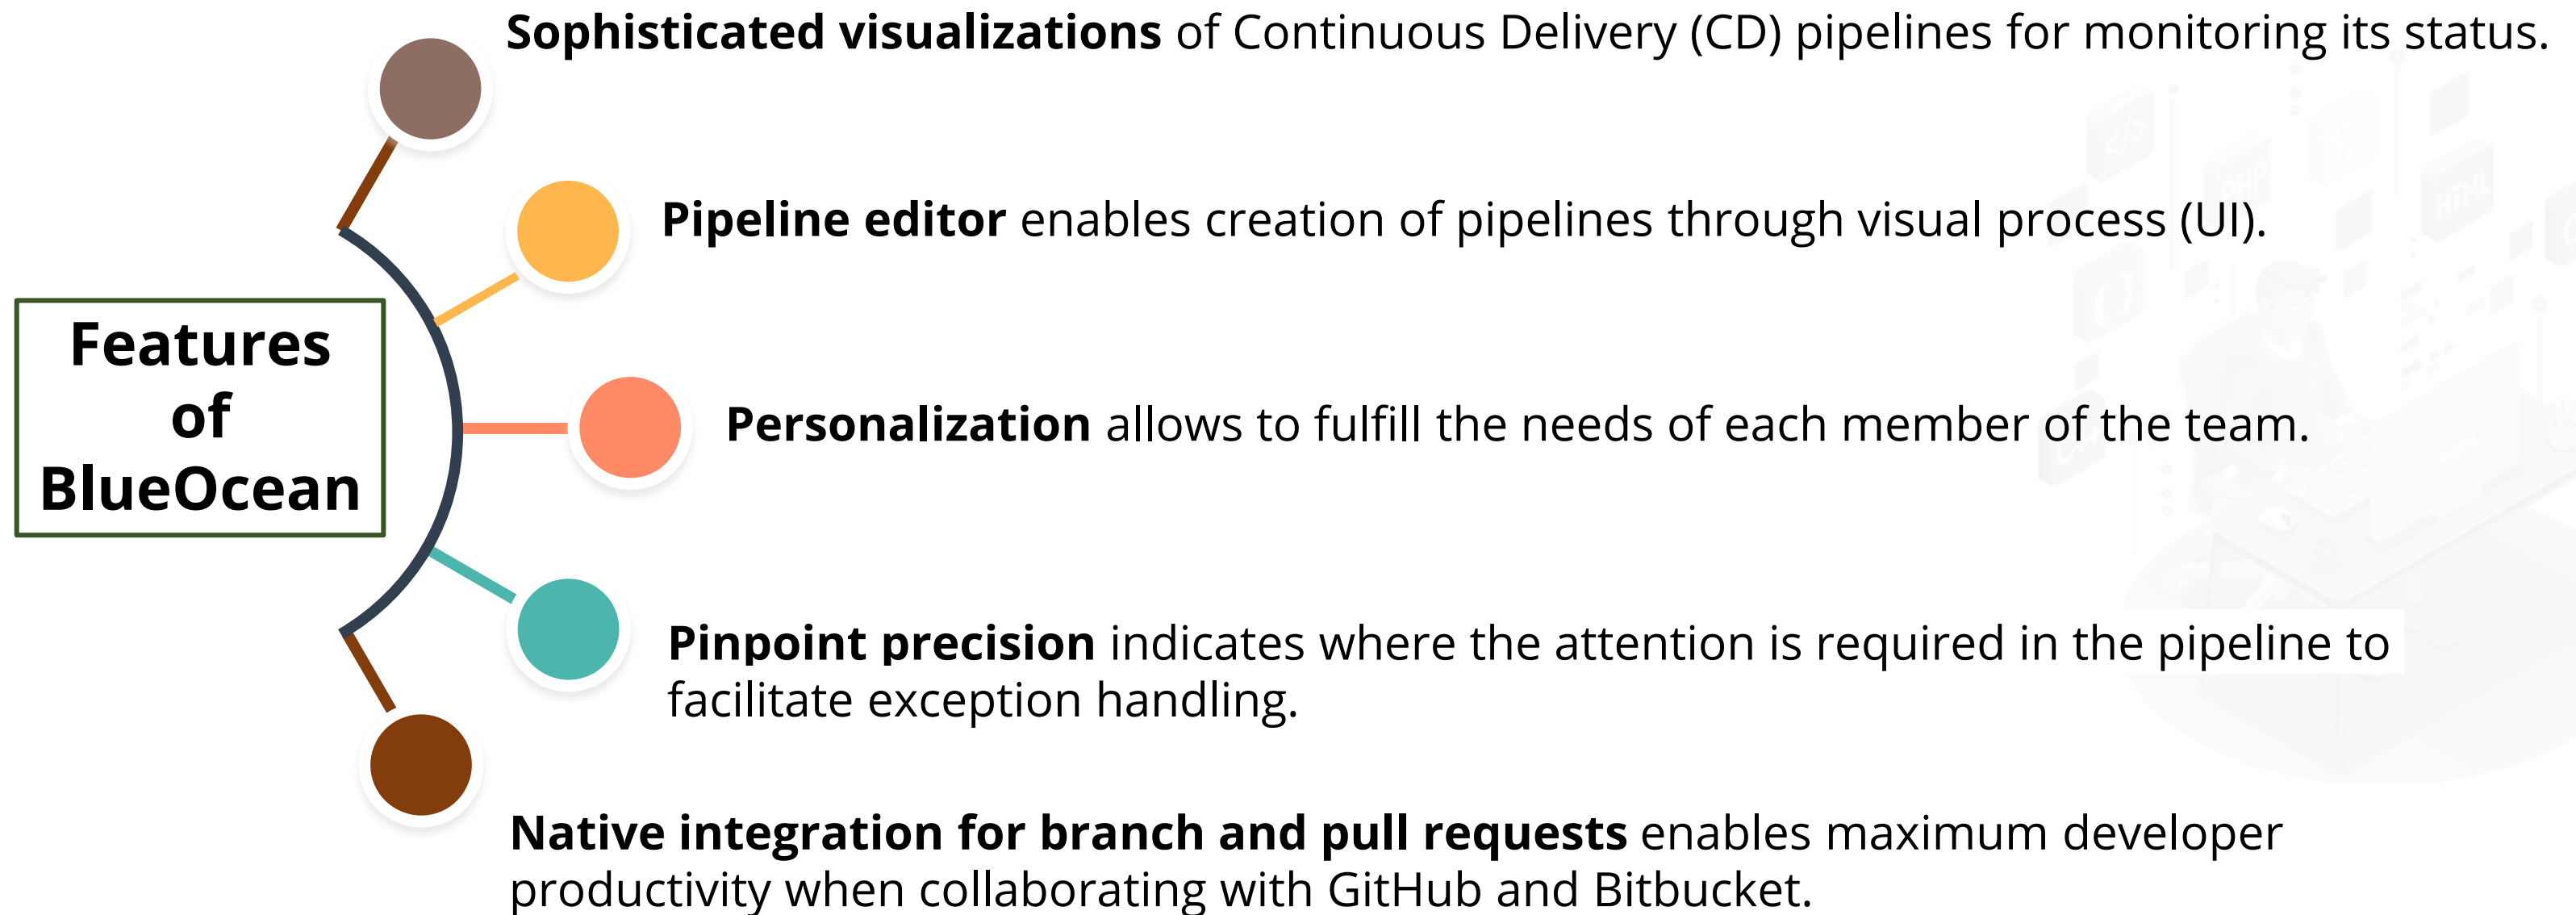 Sophisticated visualizations of Continuous Delivery (CD) pipelines for monitoring its status.
Pipeline editor enables creation of pipelines through visual process (UI).
Features
of
BlueOcean
Personalization allows to fulfill the needs of each member of the team.
Pinpoint precision indicates where the attention is required in the pipeline to
facilitate exception handling.
Native integration for branch and pull requests enables maximum developer
productivity when collaborating with GitHub and Bitbucket.